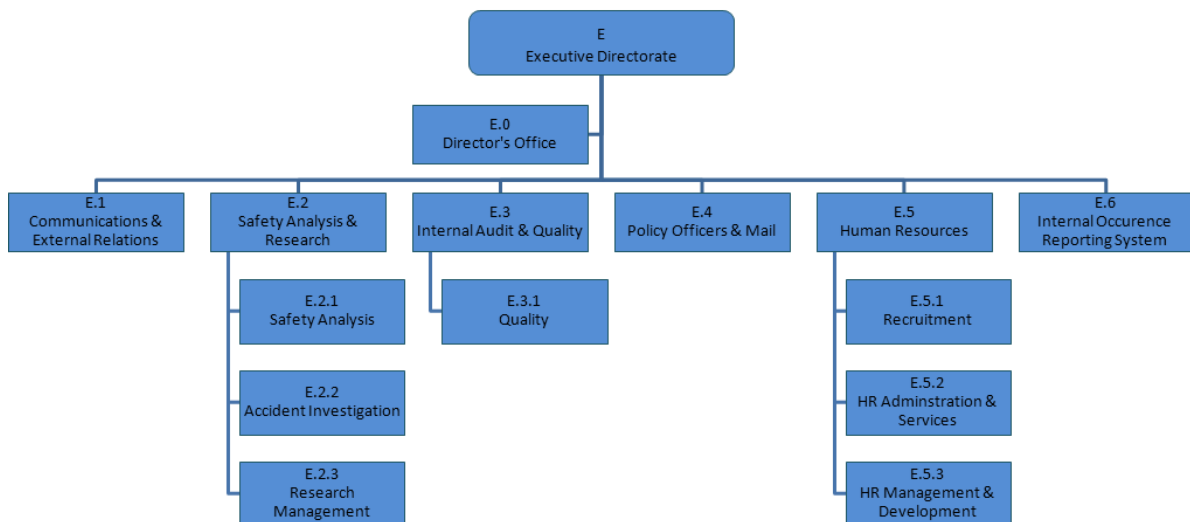 E
Executive Directorate
E.0
Director's Office
E.1
Communications &
External Relations
E.2
Safety Analysis &
Research
E.3
Internal Audit & Quality
E.4
Policy Officers & Mail
E.5
Human Resources
E.6
Internal Occurence
Reporting System
E.2.1
Safety Analysis
E.3.1
Quality
E.5.1
Recruitment
E.2.2
Accident Investigation
E.5.2
HR Adminstration &
Services
E.2.3
Research
Management
E.5.3
HR Management &
Development